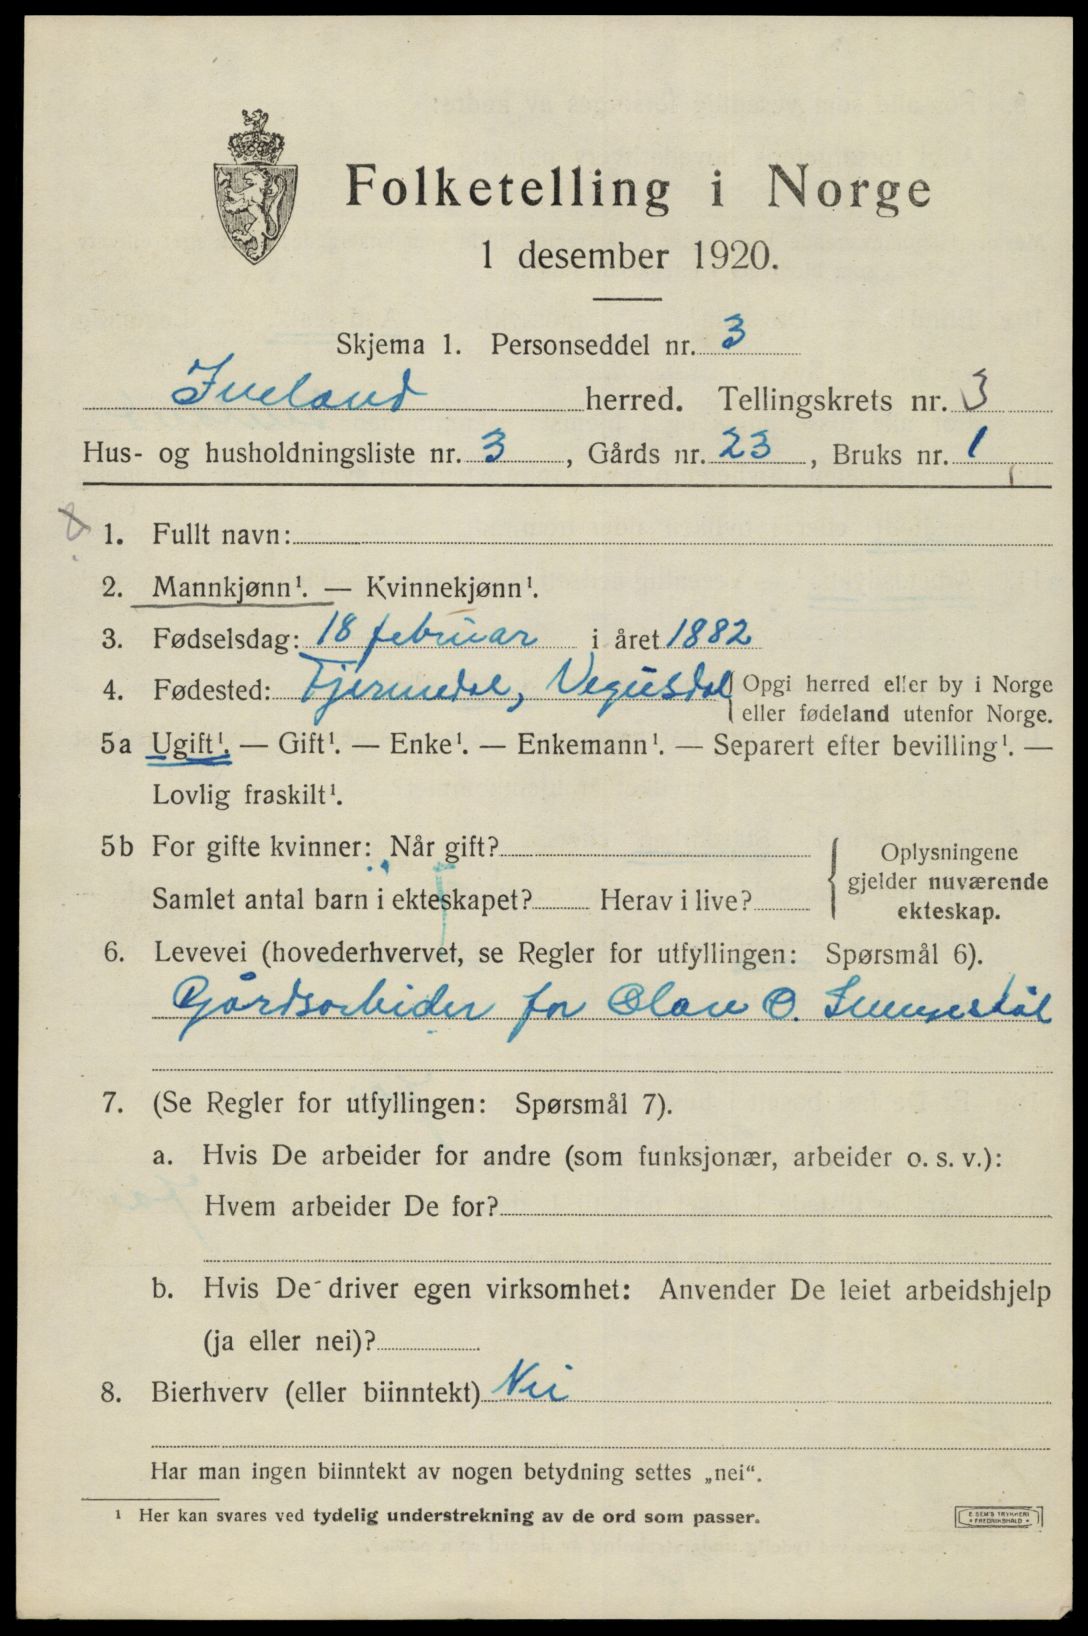 Folketelling i Norge
1 desember 1920.
Skjema 1. Personseddel nr. 3
Iveland herred. Tellingskrets nr. 3
Hus- og husholdningsliste nr. 3, Gårds nr. 23, Bruks nr. 1
1. Fullt navn:
2. Mannkjønn¹. — Kvinnekjønn¹.
3. Fødselsdag: 18 februar i året 1882
4. Fødested: Tjermedal, Vegusdal Opgi herred eller by i Norge
eller fødeland utenfor Norge.
5a Ugift¹. — Gift¹. — Enke¹. — Enkemann¹. — Separert efter bevilling¹. —
Lovlig fraskilt¹.
5b For gifte kvinner: Når gift? Oplysningene
gjelder nuværende
Samlet antal barn i ekteskapet? Herav i live?
ekteskap.
6. Levevei (hovederhvervet, se Regler for utfyllingen: Spørsmål 6).
Gårdsarbeider for Olav O.
7. (Se Regler for utfyllingen: Spørsmål 7).
a. Hvis De arbeider for andre (som funksjonær, arbeider o. s. v.):
Hvem arbeider De for?
b. Hvis De driver egen virksomhet: Anvender De leiet arbeidshjelp
(ja eller nei)?
8. Bierhverv (eller biinntekt) Nei
Har man ingen biinntekt av nogen betydning settes „nei“.
¹ Her kan svares ved tydelig understrekning av de ord som passer.
E. SEM'S TRYKKERI
FREDRIKSHALD